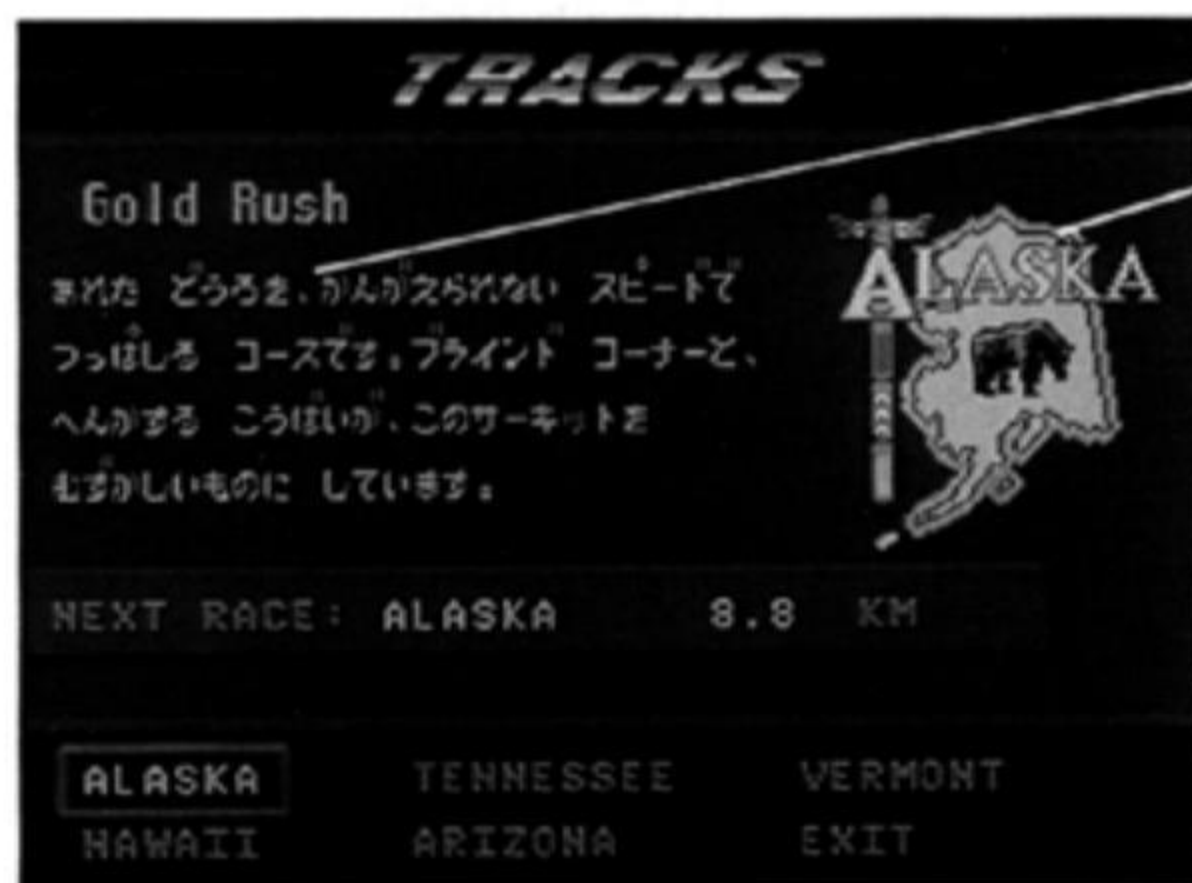 TRACKS
Gold Rush
あれた どうろを、かんがえられない スピードで
つっぱしる コースです。ブラインド コーナーと、
へんかする こうばいが、このサーキットを
むずかしいものに しています。
ALASKA
NEXT RACE: ALASKA 8.8 KM
ALASKA TENNESSEE VERMONT
HAWAII ARIZONA EXIT